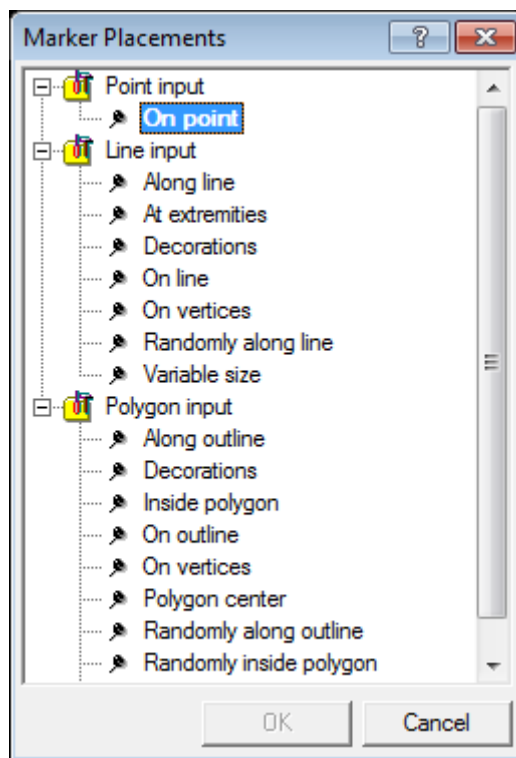 Marker Placements
Point input
On point
Line input
Along line
At extremities
Decorations
On line
On vertices
Randomly along line
Variable size
Polygon input
Along outline
Decorations
Inside polygon
On outline
On vertices
Polygon center
Randomly along outline
Randomly inside polygon
OK Cancel